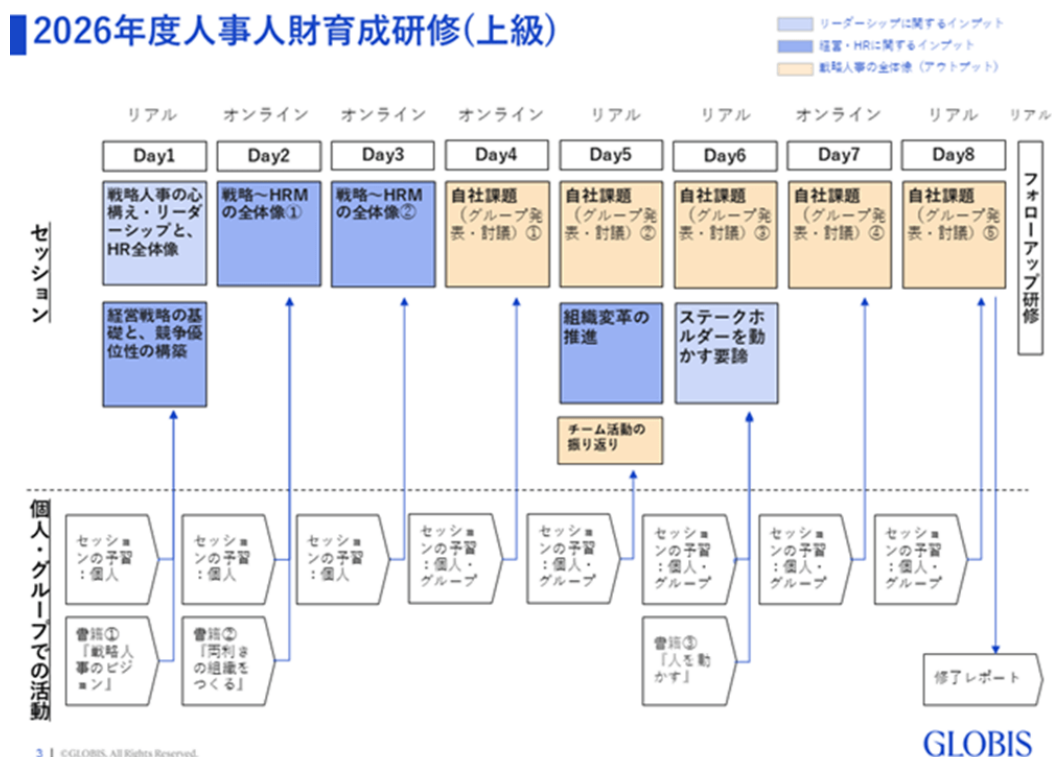 2026年度人事人財育成研修(上級)
リーダーシップに関するインプット
経営・HRに関するインプット
戦略人事の全体像（アウトプット）
リアル
オンライン
オンライン
オンライン
リアル
リアル
オンライン
リアル
リアル
Day1
Day2
Day3
Day4
Day5
Day6
Day7
Day8
フォローアップ研修
セッション
戦略人事の心
構え・リーダ
ーシップと、
HR全体像
戦略～HRM
の全体像①
戦略～HRM
の全体像②
自社課題
（グループ発
表・討議）①
自社課題
（グループ発
表・討議）②
自社課題
（グループ発
表・討議）③
自社課題
（グループ発
表・討議）④
自社課題
（グループ発
表・討議）⑤
経営戦略の基
礎と、競争優
位性の構築
組織変革の
推進
ステークホ
ルダーを動
かす要諦
チーム活動の
振り返り
個人・グループでの活動
セッショ
ンの予習
：個人
セッショ
ンの予習
：個人
セッショ
ンの予習
：個人
セッショ
ンの予習
：個人・
グループ
セッショ
ンの予習
：個人・
グループ
セッショ
ンの予習
：個人・
グループ
セッショ
ンの予習
：個人・
グループ
セッショ
ンの予習
：個人・
グループ
書籍①
『戦略人
事のビジ
ョン』
書籍②
『両利き
の組織を
つくる』
書籍③
『人を動
かす』
修了レポート
3
©GLOBIS. All Rights Reserved.
GLOBIS